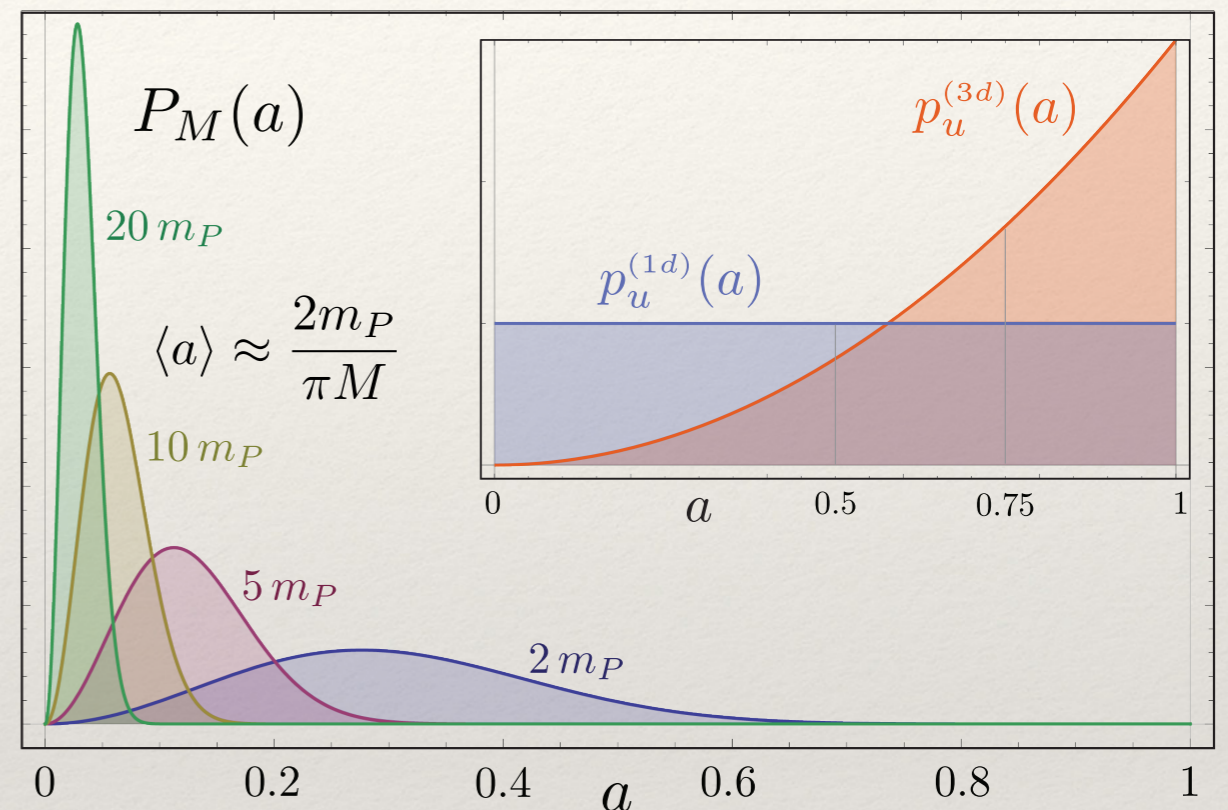 P_M(a)
p_u^{(3d)}(a)
20 m_P
p_u^{(1d)}(a)
⟨a⟩ ≈ 2m_P / πM
10 m_P
0 a 0.5 0.75 1
5 m_P
2 m_P
0 0.2 0.4 a 0.6 0.8 1